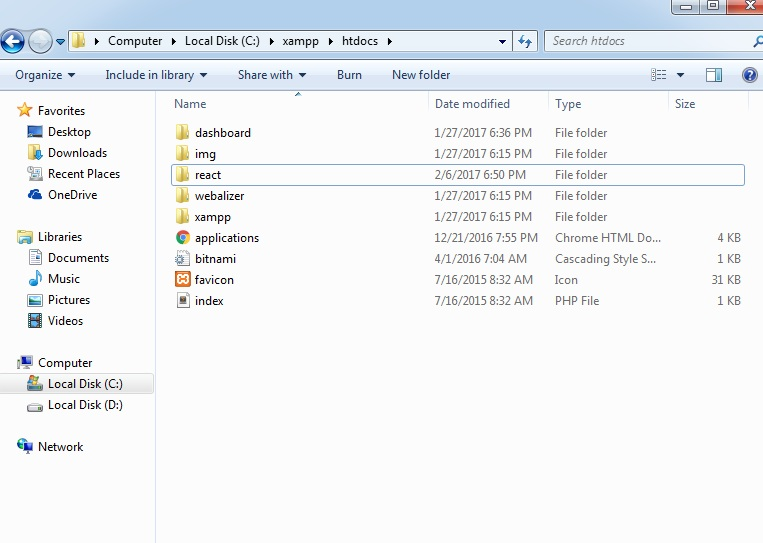 Computer Local Disk (C:) xampp htdocs Search htdocs
Organize Include in library Share with Burn New folder
Name Date modified Type Size
Favorites
Desktop
Downloads
Recent Places
OneDrive
Libraries
Documents
Music
Pictures
Videos
Computer
Local Disk (C:)
Local Disk (D:)
Network
dashboard 1/27/2017 6:36 PM File folder
img 1/27/2017 6:15 PM File folder
react 2/6/2017 6:50 PM File folder
webalizer 1/27/2017 6:15 PM File folder
xampp 1/27/2017 6:15 PM File folder
applications 12/21/2016 7:55 PM Chrome HTML Do... 4 KB
bitnami 4/1/2016 7:04 AM Cascading Style S... 1 KB
favicon 7/16/2015 8:32 AM Icon 31 KB
index 7/16/2015 8:32 AM PHP File 1 KB